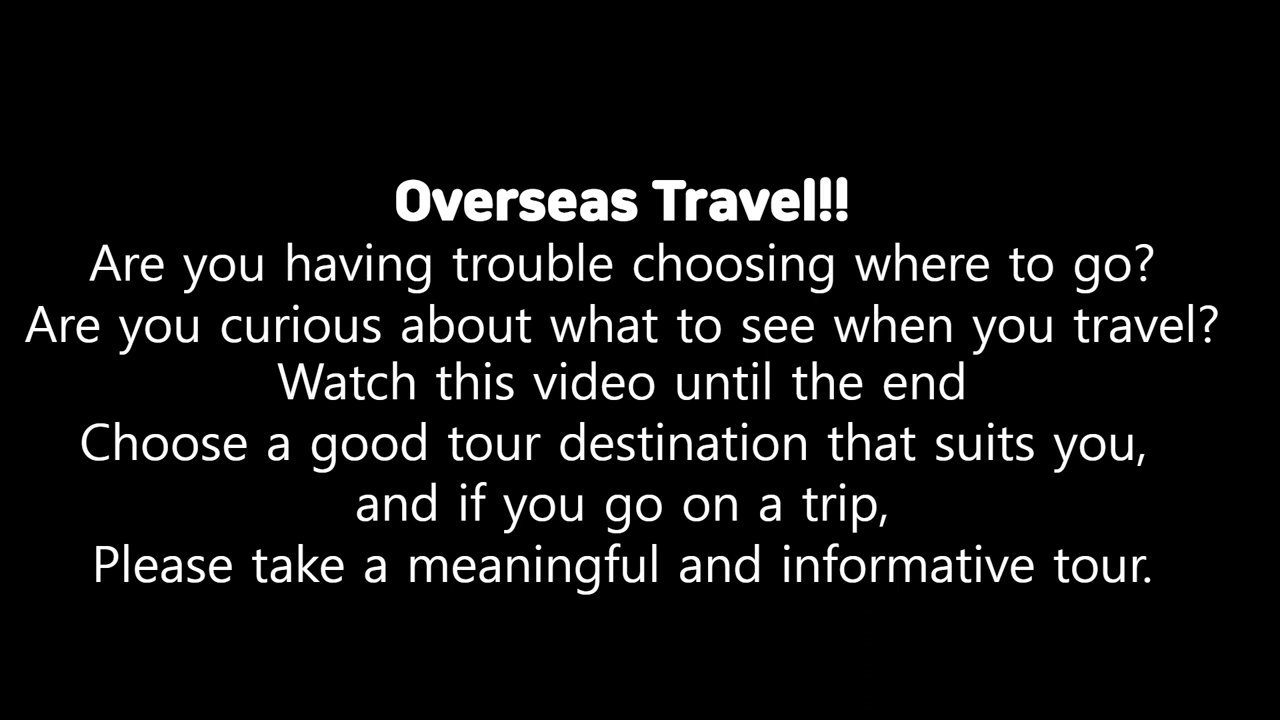 Overseas Travel!!
Are you having trouble choosing where to go?
Are you curious about what to see when you travel?
Watch this video until the end
Choose a good tour destination that suits you,
and if you go on a trip,
Please take a meaningful and informative tour.